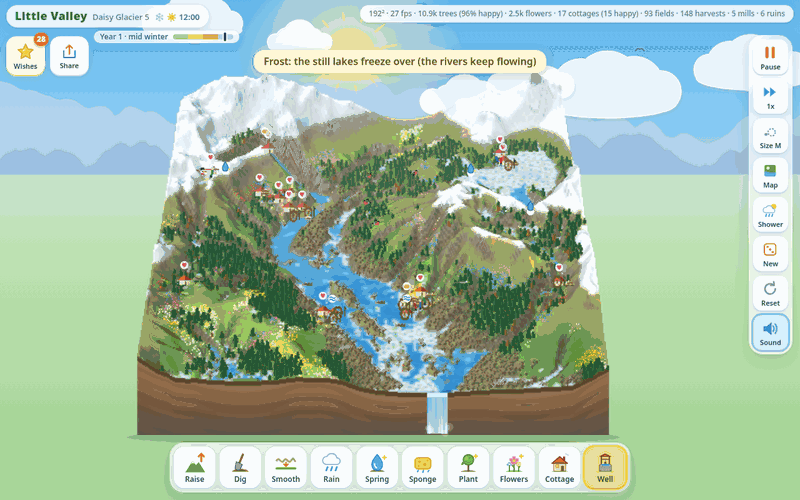 Little Valley Daisy Glacier 5 12:00
192² · 27 fps · 10.9k trees (96% happy) · 2.5k flowers · 17 cottages (15 happy) · 93 fields · 148 harvests · 5 mills · 6 ruins
Year 1 · mid winter
28
Wishes
Share
Frost: the still lakes freeze over (the rivers keep flowing)
Pause
1x
Size M
Map
Shower
New
Reset
Sound
Raise
Dig
Smooth
Rain
Spring
Sponge
Plant
Flowers
Cottage
Well